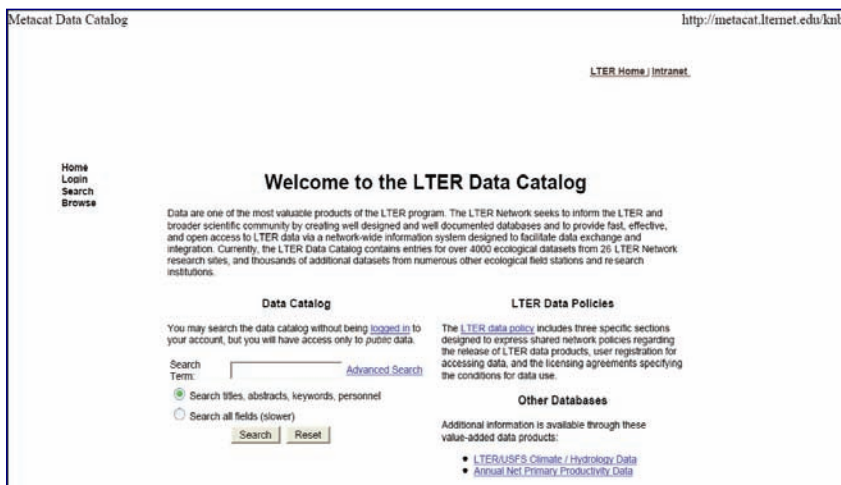 Metacat Data Catalog
http://metacat.lternet.edu/knb
LTER Home | Intranet
Home
Login
Search
Browse
Welcome to the LTER Data Catalog
Data are one of the most valuable products of the LTER program. The LTER Network seeks to inform the LTER and
broader scientific community by creating well designed and well documented databases and to provide fast, effective,
and open access to LTER data via a network-wide information system designed to facilitate data exchange and
integration. Currently, the LTER Data Catalog contains entries for over 4000 ecological datasets from 26 LTER Network
research sites, and thousands of additional datasets from numerous other ecological field stations and research
institutions.
Data Catalog
You may search the data catalog without being logged in to
your account, but you will have access only to public data.
Search
Term:
Advanced Search
Search titles, abstracts, keywords, personnel
Search all fields (slower)
Search Reset
LTER Data Policies
The LTER data policy includes three specific sections
designed to express shared network policies regarding
the release of LTER data products, user registration for
accessing data, and the licensing agreements specifying
the conditions for data use.
Other Databases
Additional information is available through these
value-added data products:
LTER/USFS Climate / Hydrology Data
Annual Net Primary Productivity Data